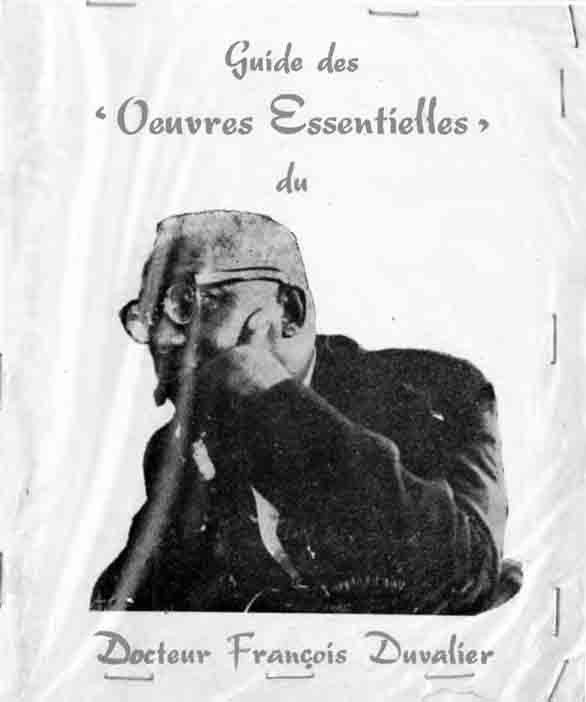 Guide des
‘Oeuvres Essentielles’
du
Docteur François Duvalier